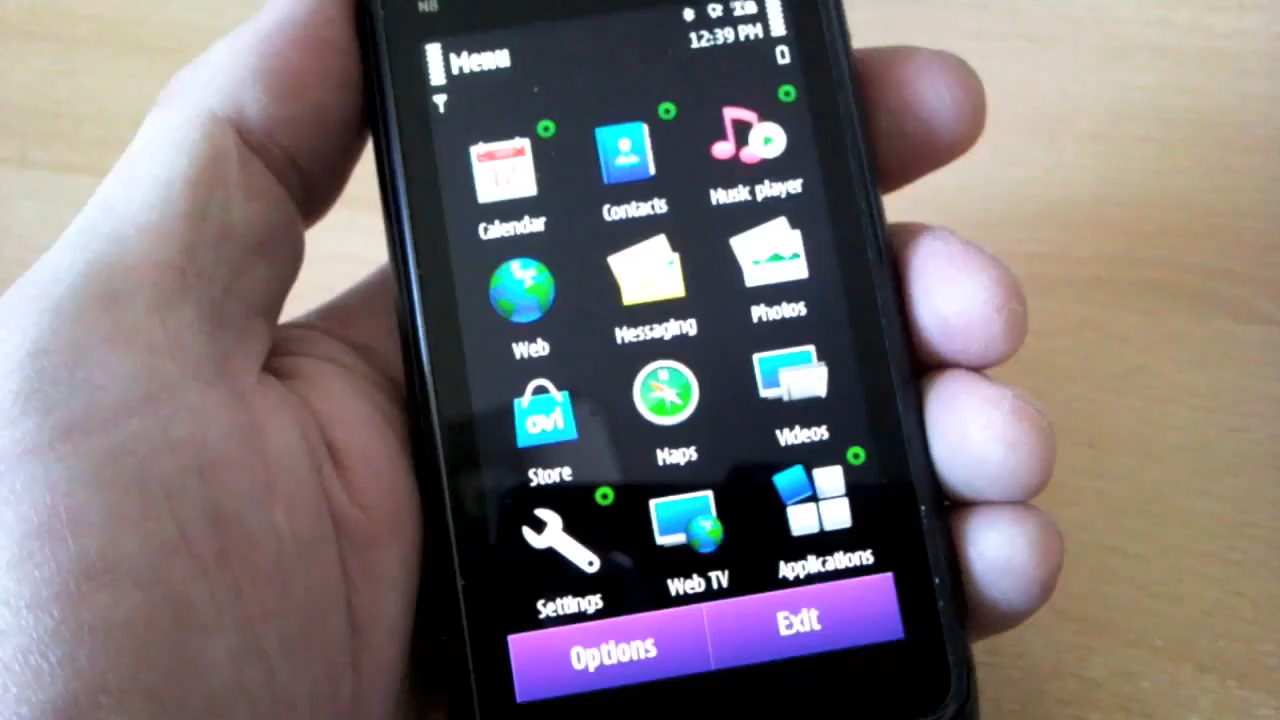 N8
Menu
12:39 PM
Calendar
Contacts
Music player
Web
Messaging
Photos
ovi
Store
Maps
Videos
Settings
Web TV
Applications
Options
Exit